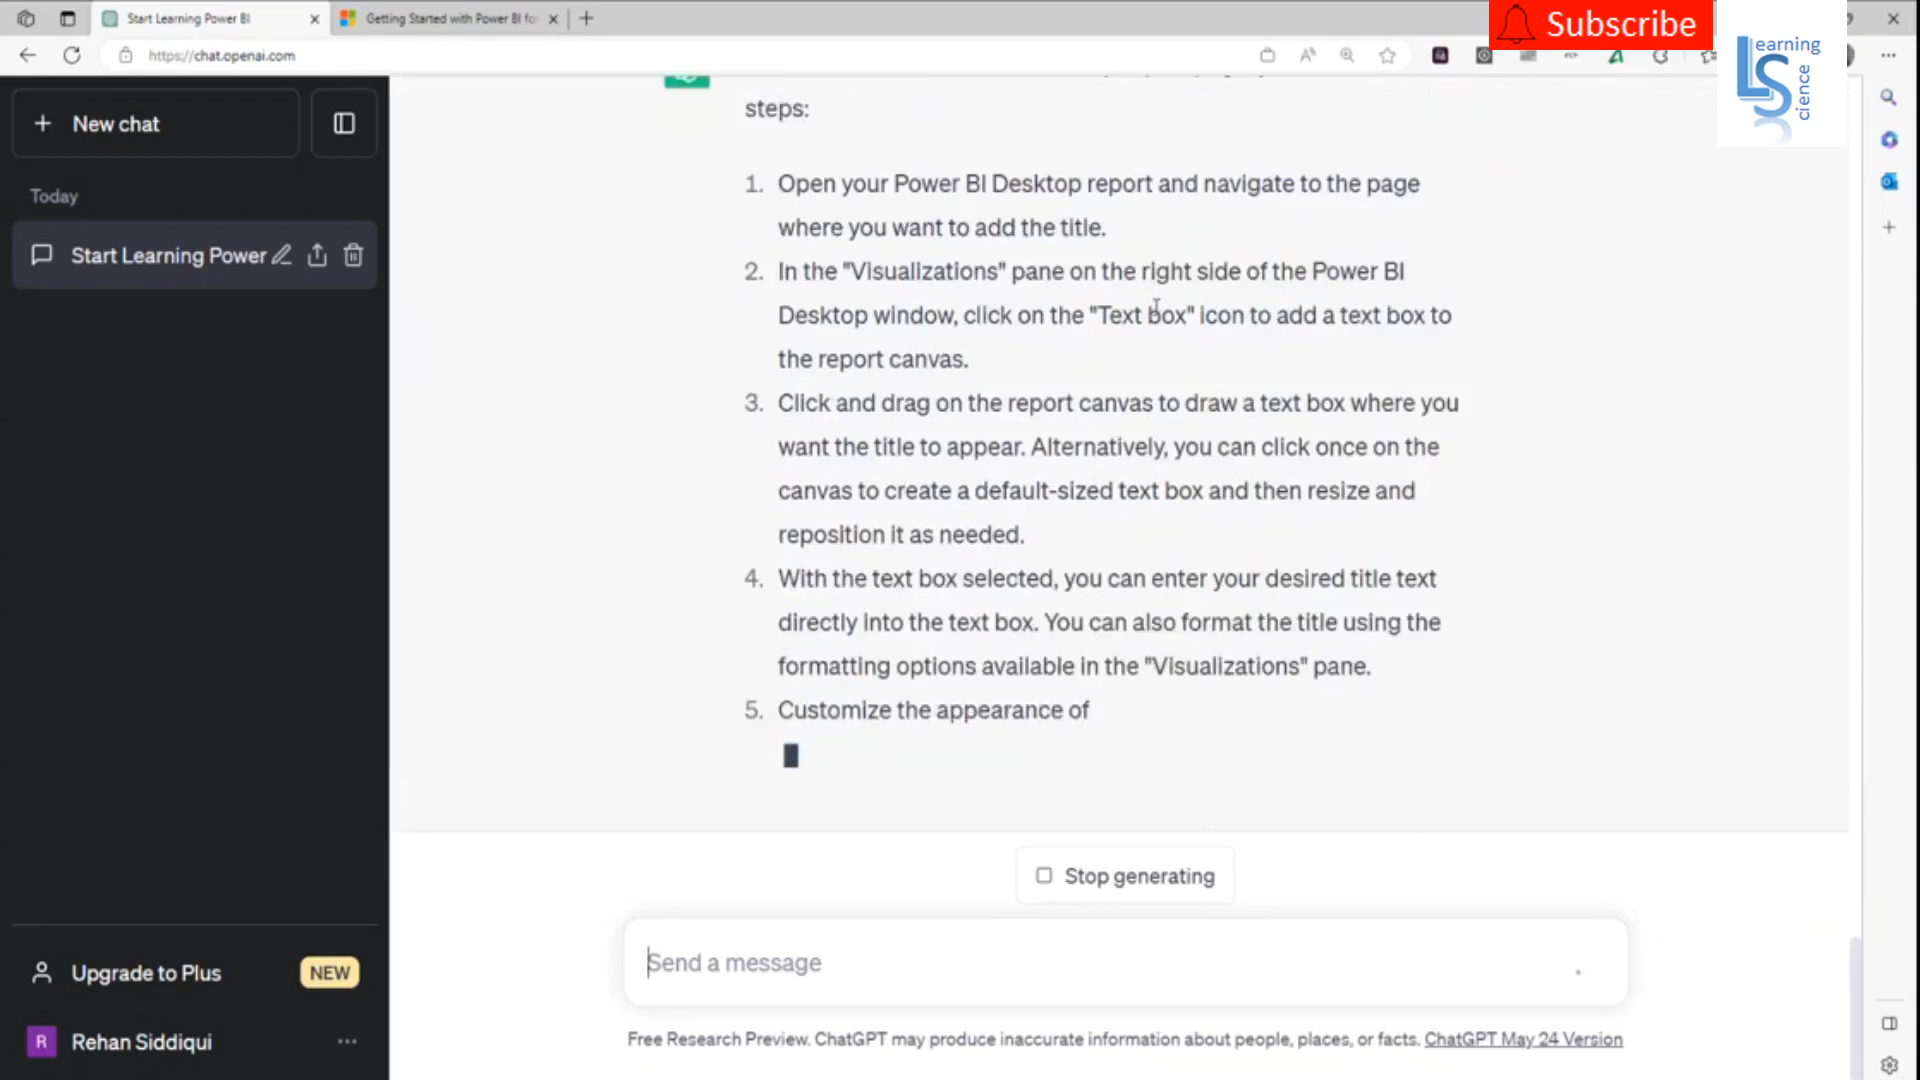 Start Learning Power BI
Getting Started with Power BI fo
Subscribe
https://chat.openai.com
Learning
Science
New chat
Today
Start Learning Power
steps:
1. Open your Power BI Desktop report and navigate to the page
where you want to add the title.
2. In the "Visualizations" pane on the right side of the Power BI
Desktop window, click on the "Text box" icon to add a text box to
the report canvas.
3. Click and drag on the report canvas to draw a text box where you
want the title to appear. Alternatively, you can click once on the
canvas to create a default-sized text box and then resize and
reposition it as needed.
4. With the text box selected, you can enter your desired title text
directly into the text box. You can also format the title using the
formatting options available in the "Visualizations" pane.
5. Customize the appearance of
Stop generating
Send a message
Upgrade to Plus NEW
R Rehan Siddiqui
Free Research Preview. ChatGPT may produce inaccurate information about people, places, or facts. ChatGPT May 24 Version